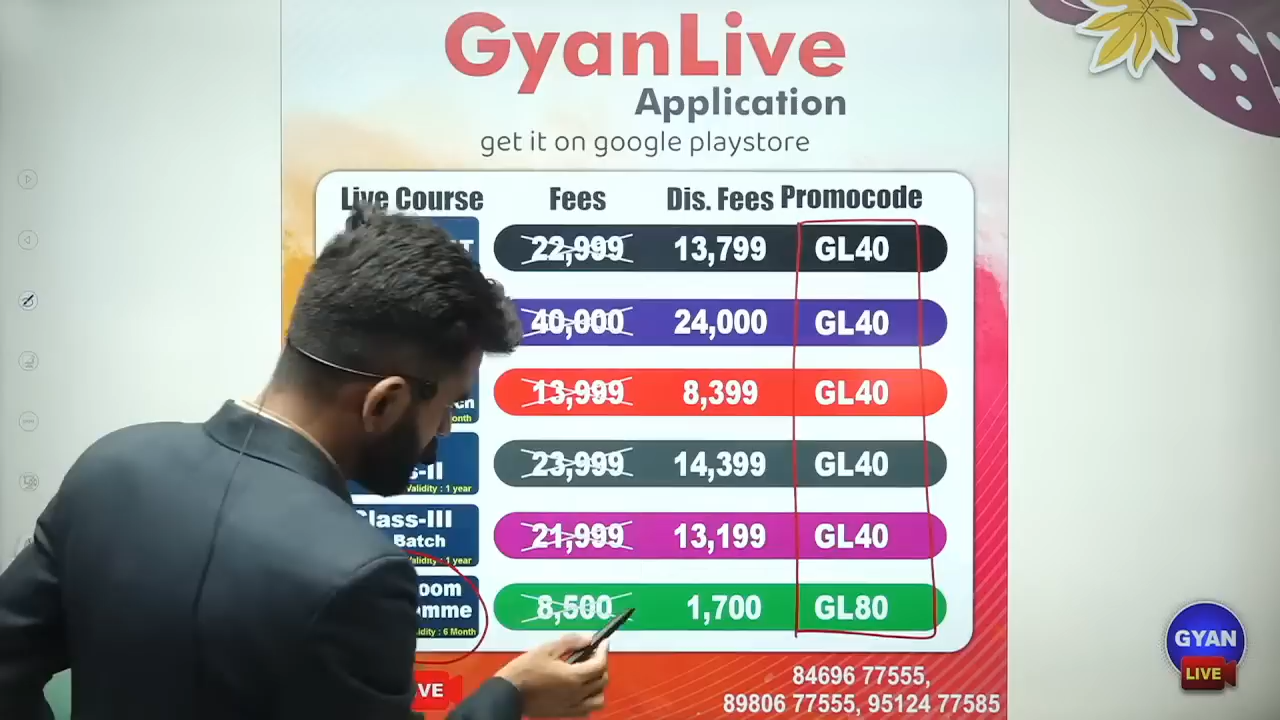 GyanLive
Application
get it on google playstore
Live Course Fees Dis. Fees Promocode
22,999 13,799 GL40
40,000 24,000 GL40
13,999 8,399 GL40
23,999 14,399 GL40
Validity : 1 year
Class-III
Batch
21,999 13,199 GL40
Validity : 1 year
8,500 1,700 GL80
6 Month
84696 77555,
89806 77555, 95124 77585
GYAN
LIVE